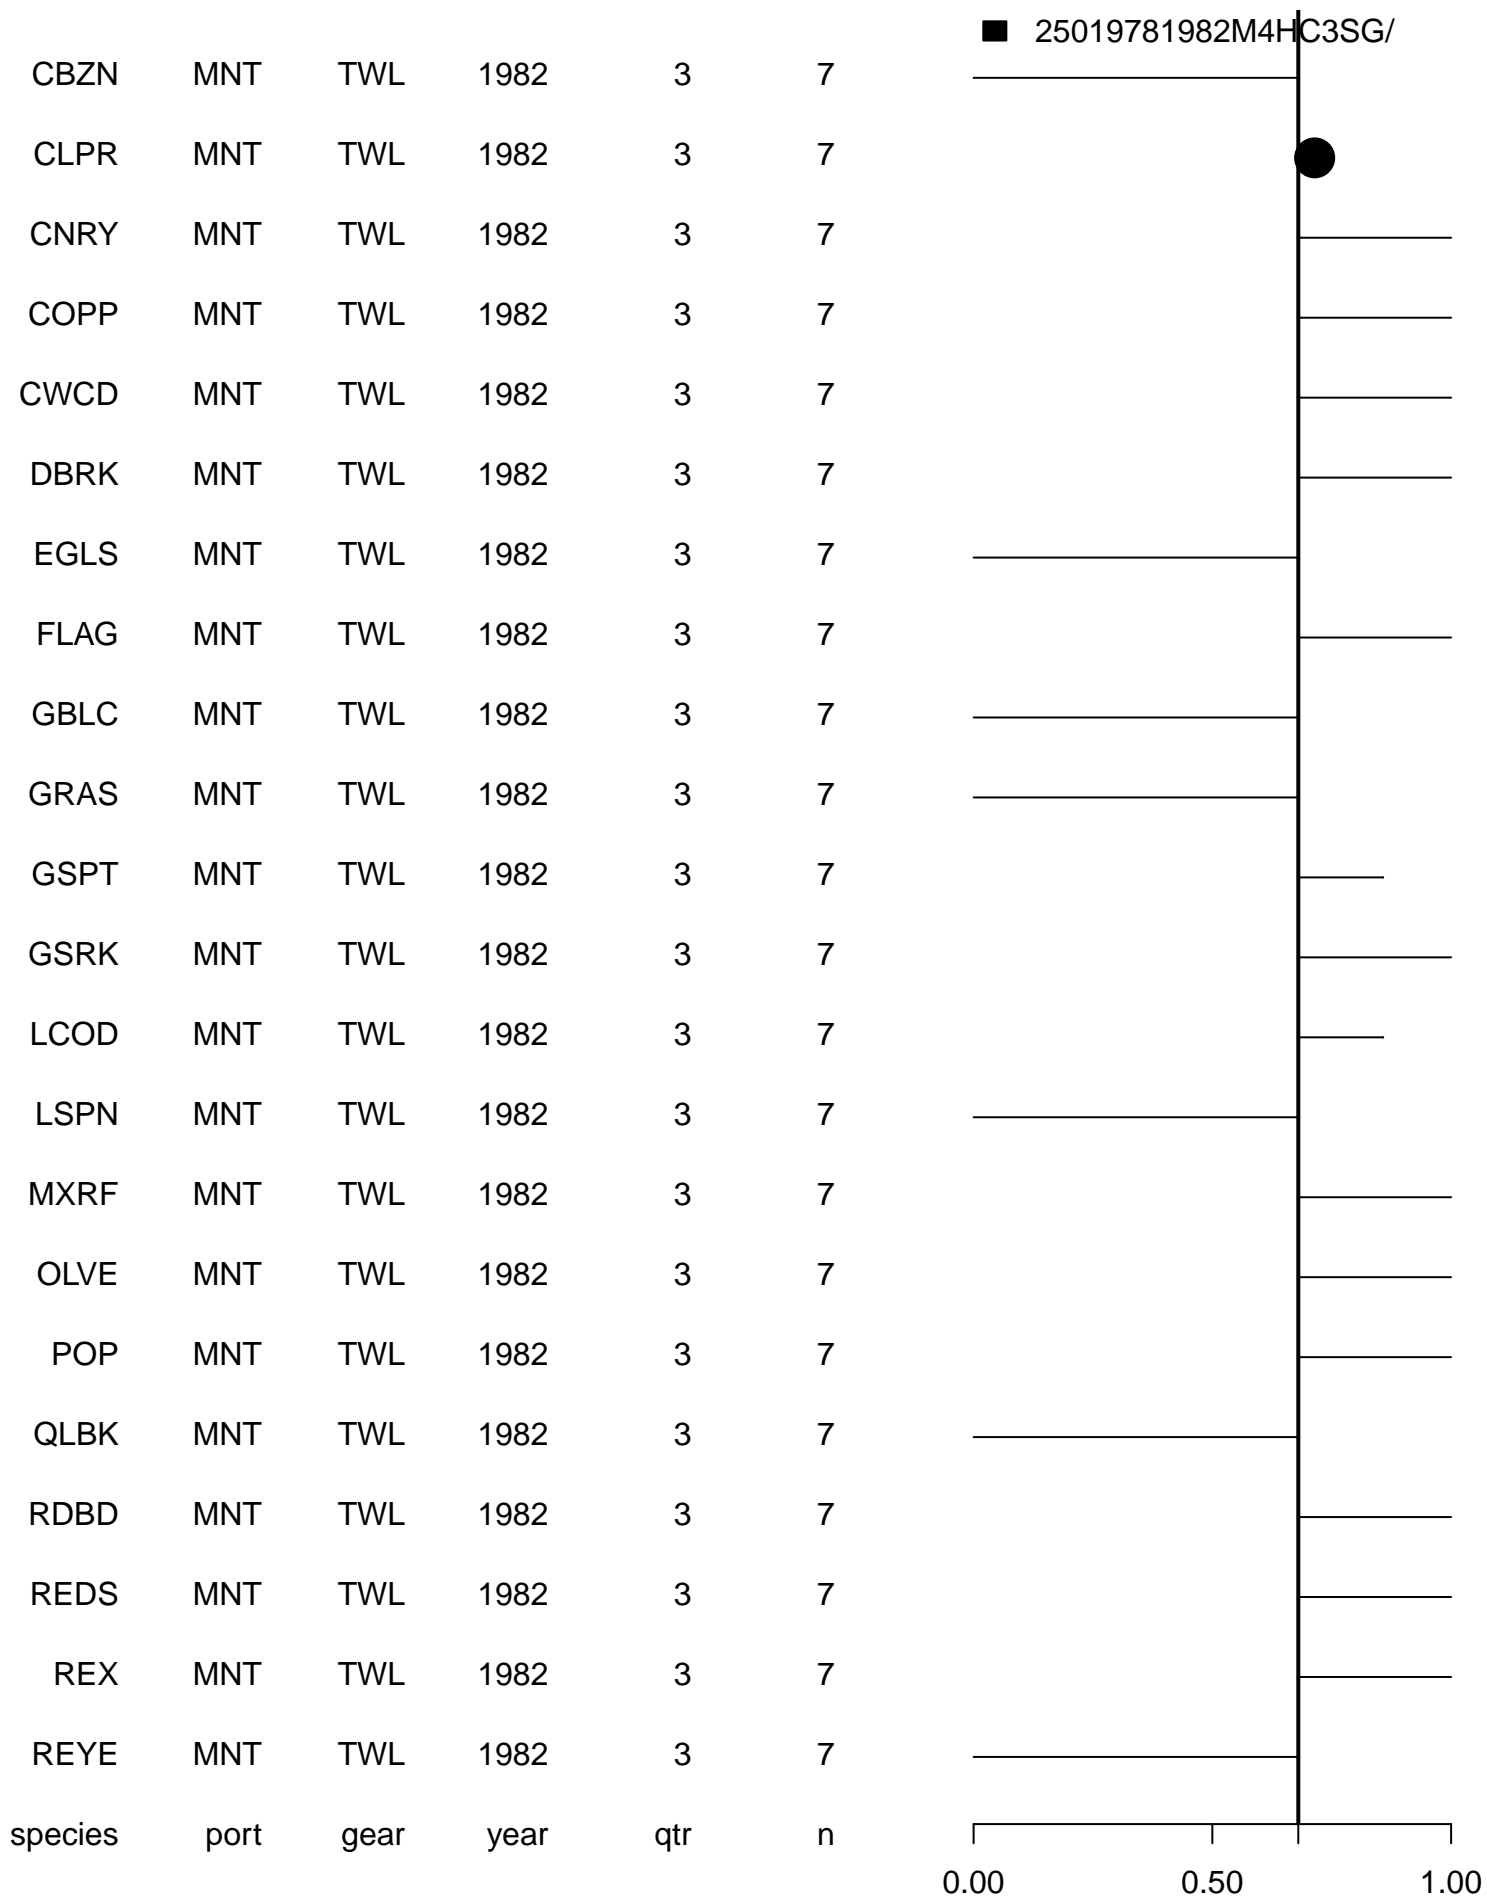 25019781982M4HC3SG/
CBZN MNT TWL 1982 3 7
CLPR MNT TWL 1982 3 7
CNRY MNT TWL 1982 3 7
COPP MNT TWL 1982 3 7
CWCD MNT TWL 1982 3 7
DBRK MNT TWL 1982 3 7
EGLS MNT TWL 1982 3 7
FLAG MNT TWL 1982 3 7
GBLC MNT TWL 1982 3 7
GRAS MNT TWL 1982 3 7
GSPT MNT TWL 1982 3 7
GSRK MNT TWL 1982 3 7
LCOD MNT TWL 1982 3 7
LSPN MNT TWL 1982 3 7
MXRF MNT TWL 1982 3 7
OLVE MNT TWL 1982 3 7
POP MNT TWL 1982 3 7
QLBK MNT TWL 1982 3 7
RDBD MNT TWL 1982 3 7
REDS MNT TWL 1982 3 7
REX MNT TWL 1982 3 7
REYE MNT TWL 1982 3 7
species port gear year qtr n
0.00 0.50 1.00